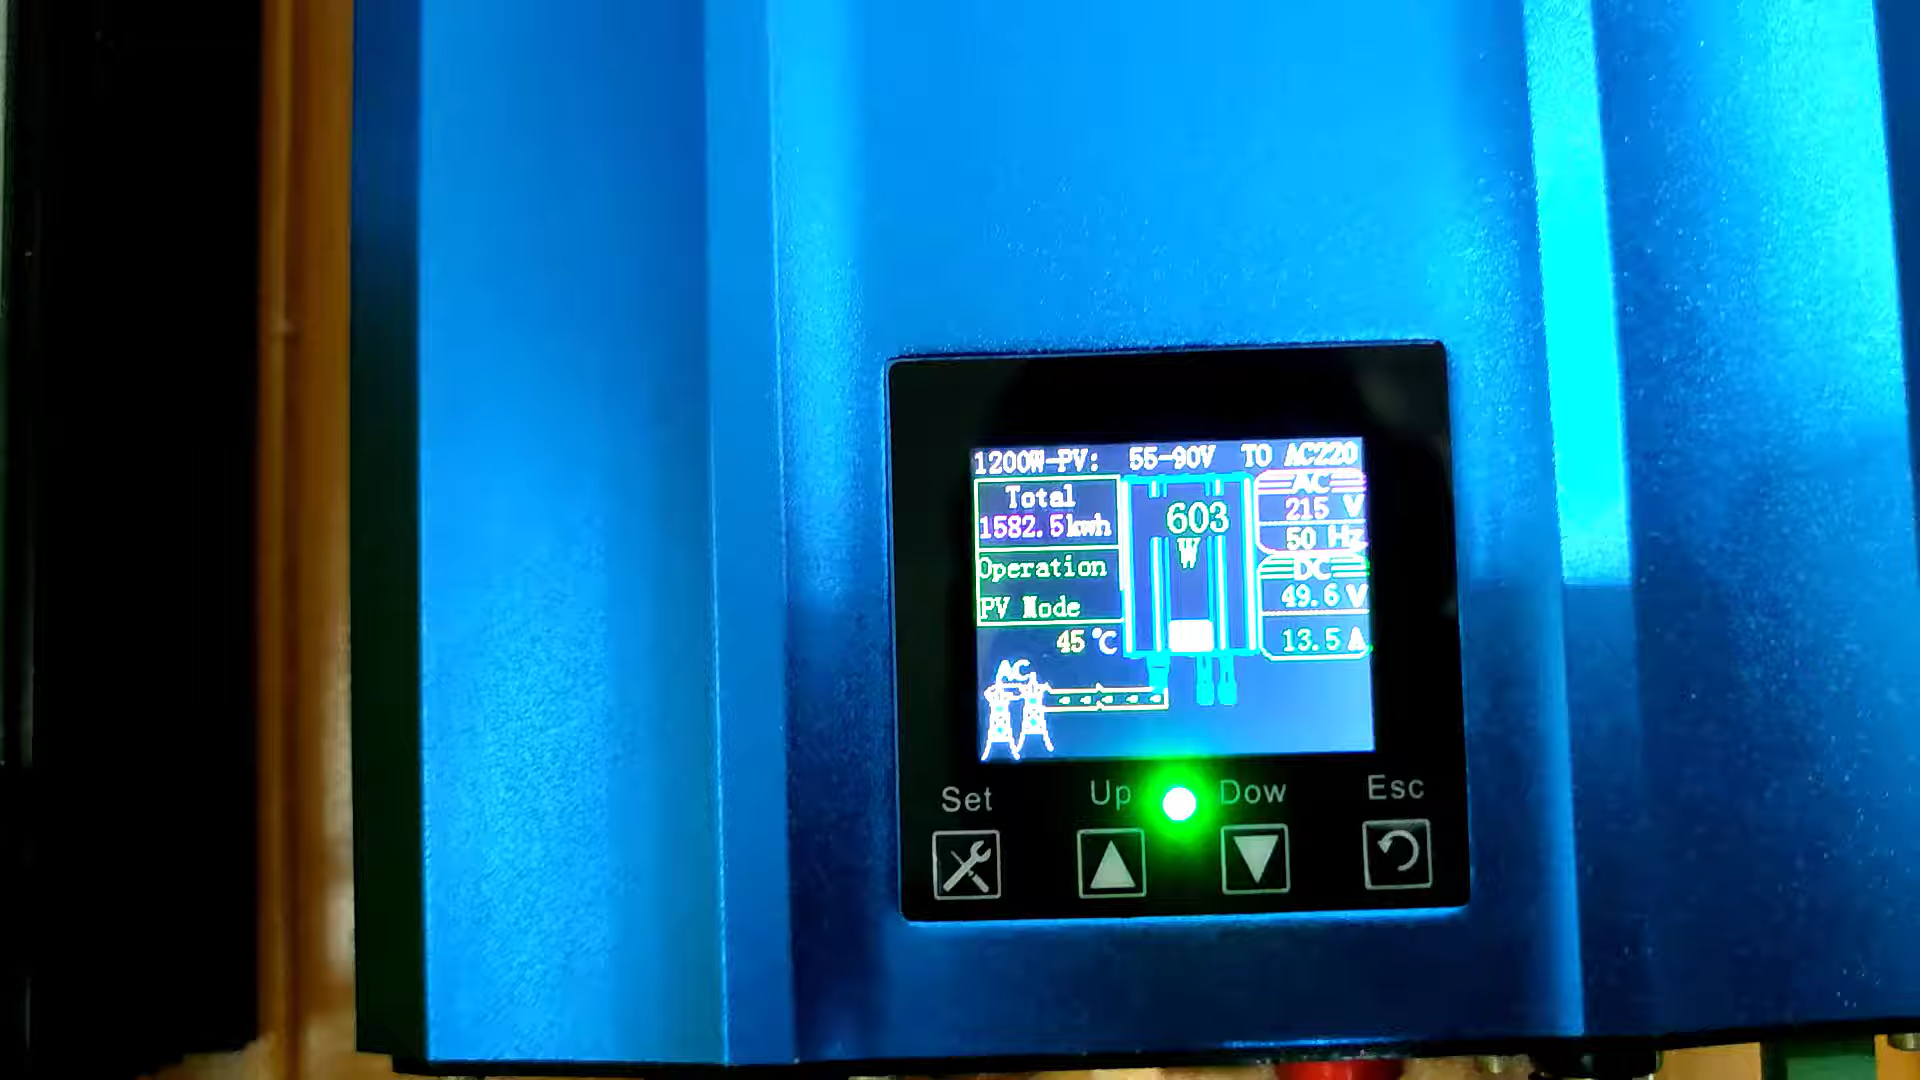 1200W-PV: 55-90V TO AC220
Total
1582.5kwh
Operation
PV Mode
45 ℃
AC
603
W
AC
215 V
50 Hz
DC
49.6 V
13.5 A
Set Up Dow Esc